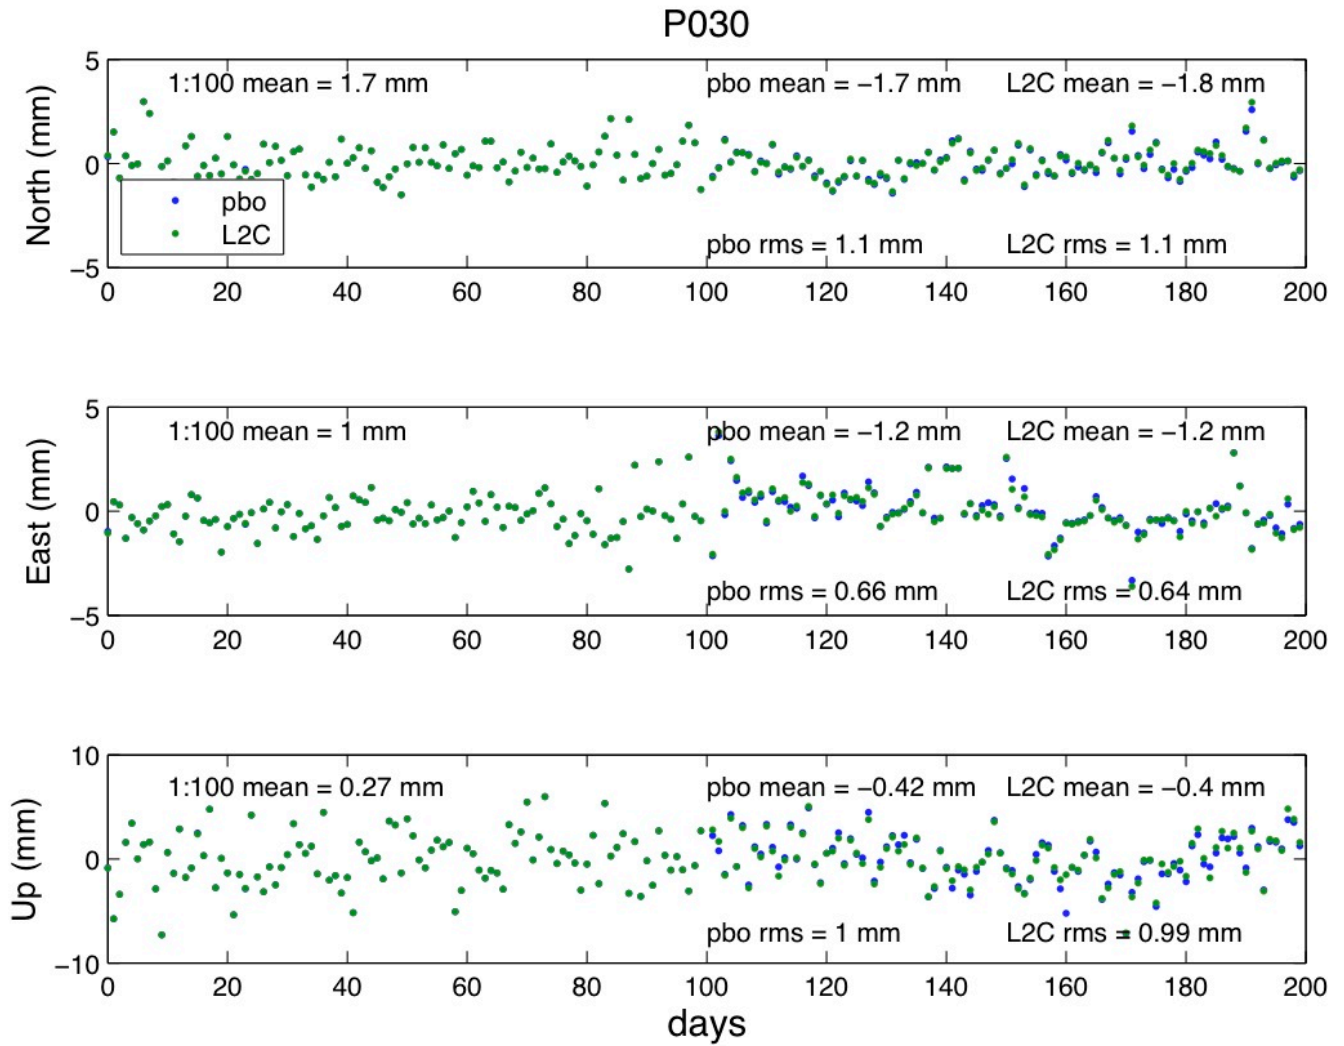 P030
5
1:100 mean = 1.7 mm
pbo mean = −1.7 mm
L2C mean = −1.8 mm
North (mm)
0
pbo
L2C
pbo rms = 1.1 mm
L2C rms = 1.1 mm
−5
0 20 40 60 80 100 120 140 160 180 200
5
1:100 mean = 1 mm
pbo mean = −1.2 mm
L2C mean = −1.2 mm
East (mm)
0
pbo rms = 0.66 mm
L2C rms = 0.64 mm
−5
0 20 40 60 80 100 120 140 160 180 200
10
1:100 mean = 0.27 mm
pbo mean = −0.42 mm
L2C mean = −0.4 mm
Up (mm)
0
pbo rms = 1 mm
L2C rms = 0.99 mm
−10
0 20 40 60 80 100 120 140 160 180 200
days